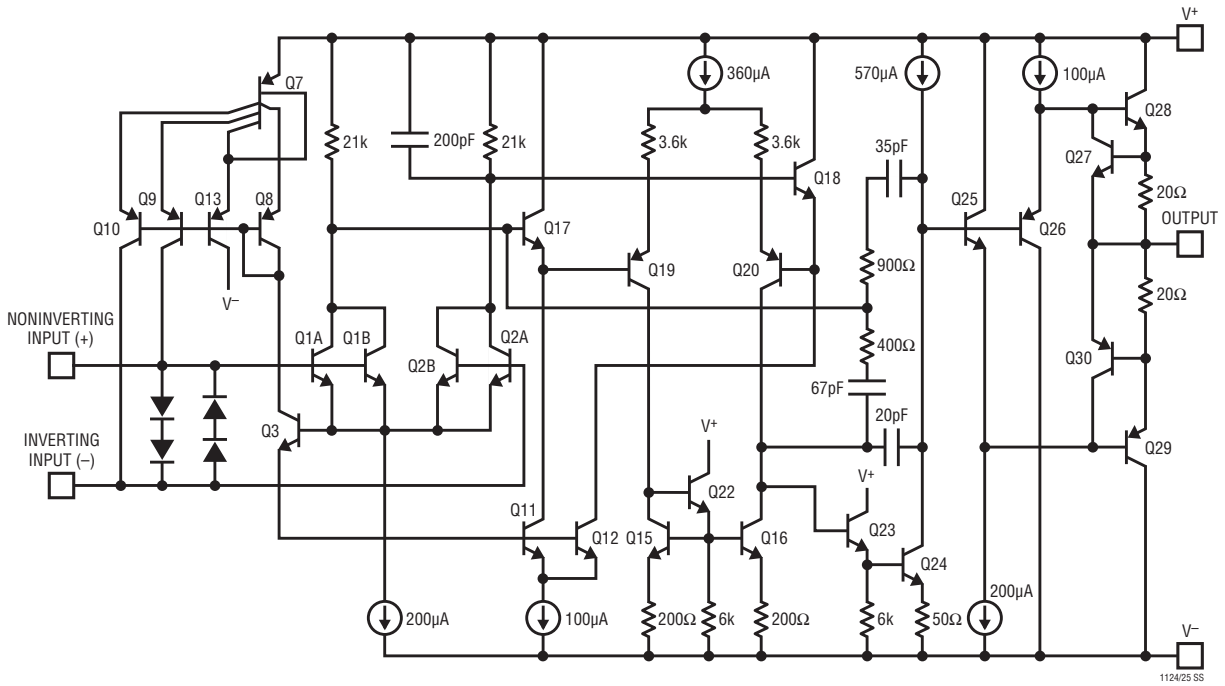 V+
360µA
570µA
100µA
Q7
Q28
21k
200pF
21k
3.6k
3.6k
35pF
Q27
Q18
20Ω
Q9
Q13
Q8
Q10
Q17
Q25
Q26
OUTPUT
Q19
Q20
900Ω
V–
20Ω
NONINVERTING
INPUT (+)
Q1A
Q1B
Q2B
Q2A
400Ω
Q30
67pF
20pF
V+
Q3
INVERTING
INPUT (–)
Q29
V+
Q22
Q11
Q12
Q15
Q16
Q23
Q24
200µA
200µA
100µA
200Ω
6k
200Ω
6k
50Ω
V–
1124/25 SS